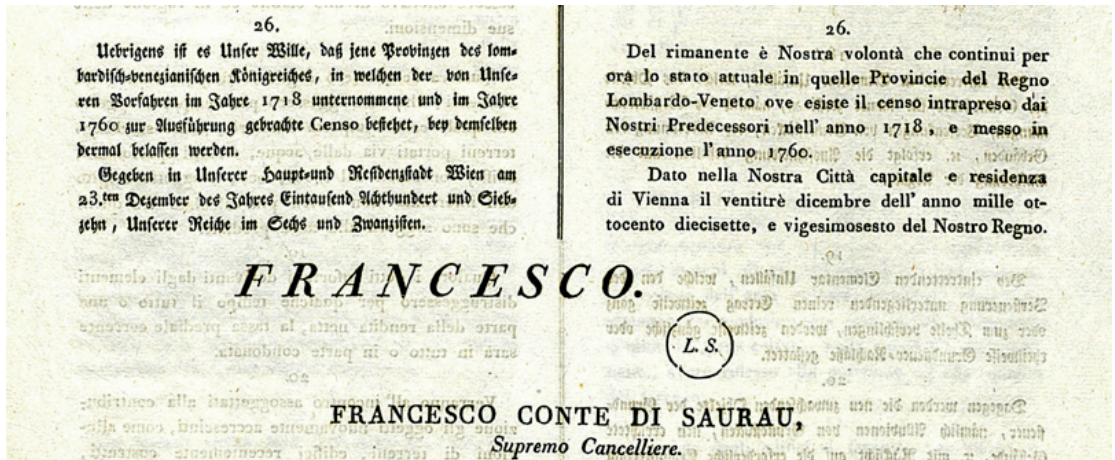 26.
Uebrigens ist es Unser Wille, daß jene Provinzen des lom=
bardisch=venezianischen Königreiches, in welchen der von Unse=
ren Vorfahren im Jahre 1718 unternommene und im Jahre
1760 zur Ausführung gebrachte Censo bestehet, bey demselben
dermal belassen werden.
Gegeben in Unserer Haupt=und Residenzstadt Wien am
23.ten Dezember des Jahres Eintausend Achthundert und Sieb=
zehn, Unserer Reiche im Sechs und Zwanzisten.
26.
Del rimanente è Nostra volontà che continui per
ora lo stato attuale in quelle Provincie del Regno
Lombardo-Veneto ove esiste il censo intrapreso dai
Nostri Predecessori nell' anno 1718, e messo in
esecuzione l'anno 1760.
Dato nella Nostra Città capitale e residenza
di Vienna il ventitrè dicembre dell' anno mille ot-
tocento diecisette, e vigesimosesto del Nostro Regno.
FRANCESCO.
L. S.
FRANCESCO CONTE DI SAURAU,
Supremo Cancelliere.